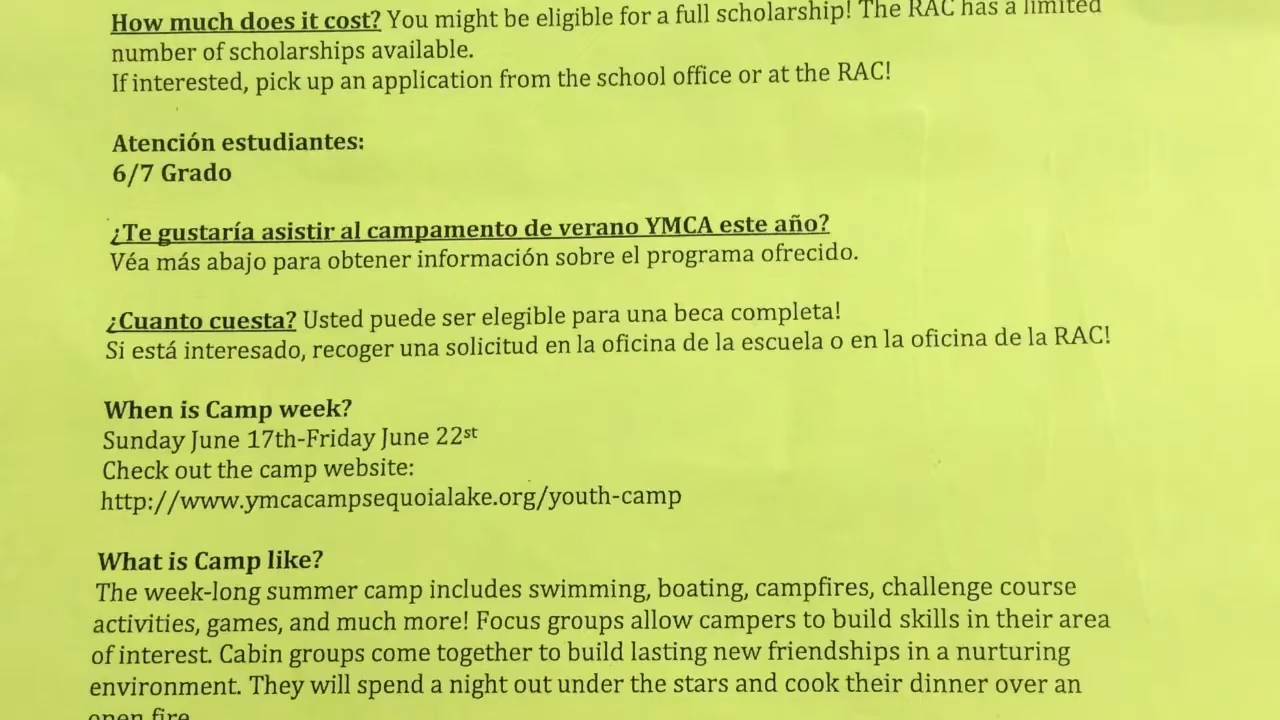 How much does it cost? You might be eligible for a full scholarship! The RAC has a limited
number of scholarships available.
If interested, pick up an application from the school office or at the RAC!
Atención estudiantes:
6/7 Grado
¿Te gustaría asistir al campamento de verano YMCA este año?
Véa más abajo para obtener información sobre el programa ofrecido.
¿Cuanto cuesta? Usted puede ser elegible para una beca completa!
Si está interesado, recoger una solicitud en la oficina de la escuela o en la oficina de la RAC!
When is Camp week?
Sunday June 17th-Friday June 22st
Check out the camp website:
http://www.ymcacampsequoialake.org/youth-camp
What is Camp like?
The week-long summer camp includes swimming, boating, campfires, challenge course
activities, games, and much more! Focus groups allow campers to build skills in their area
of interest. Cabin groups come together to build lasting new friendships in a nurturing
environment. They will spend a night out under the stars and cook their dinner over an
open fire.